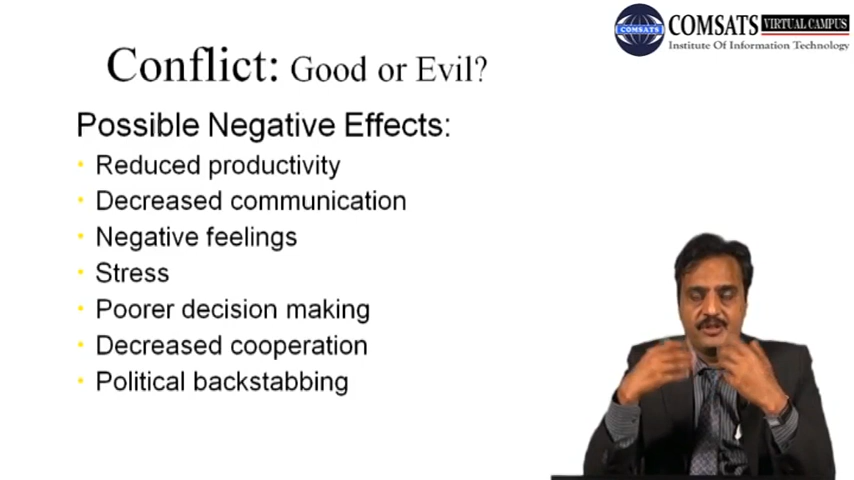 COMSATS VIRTUAL CAMPUS
COMSATS
Institute Of Information Technology
Conflict: Good or Evil?
Possible Negative Effects:
• Reduced productivity
• Decreased communication
• Negative feelings
• Stress
• Poorer decision making
• Decreased cooperation
• Political backstabbing